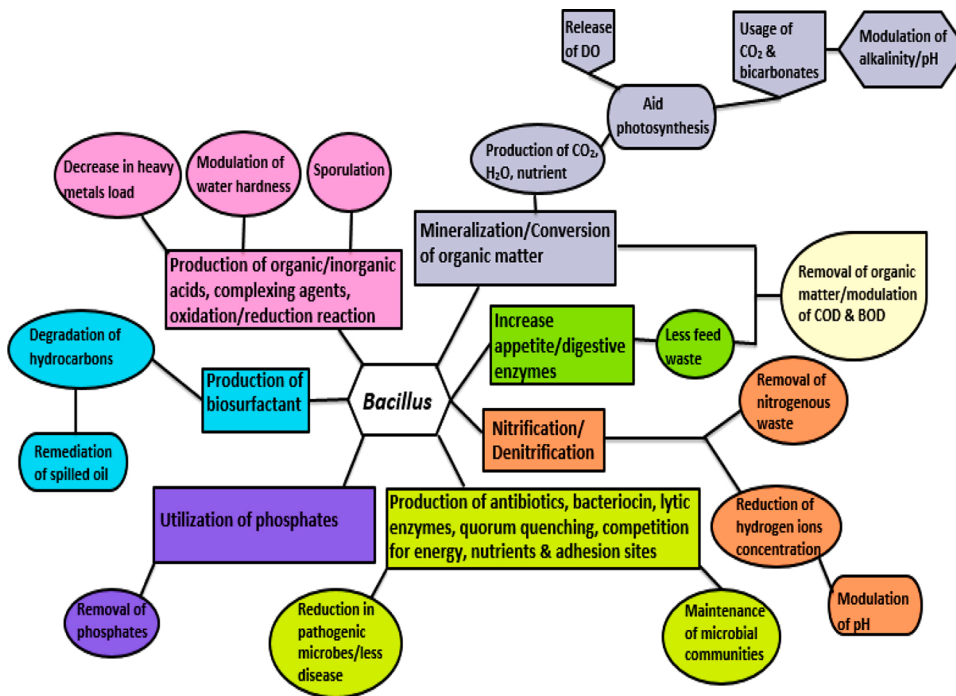 Release
of DO
Usage of
CO₂ &
bicarbonates
Modulation of
alkalinity/pH
Aid
photosynthesis
Production of CO₂,
H₂O, nutrient
Decrease in heavy
metals load
Modulation of
water hardness
Sporulation
Mineralization/Conversion
of organic matter
Production of organic/inorganic
acids, complexing agents,
oxidation/reduction reaction
Removal of organic
matter/modulation
of COD & BOD
Degradation of
hydrocarbons
Increase
appetite/digestive
enzymes
Less feed
waste
Production of
biosurfactant
Bacillus
Removal of
nitrogenous
waste
Nitrification/
Denitrification
Remediation
of spilled oil
Utilization of phosphates
Production of antibiotics, bacteriocin, lytic
enzymes, quorum quenching, competition
for energy, nutrients & adhesion sites
Reduction of
hydrogen ions
concentration
Removal of
phosphates
Reduction in
pathogenic
microbes/less
disease
Maintenance
of microbial
communities
Modulation
of pH